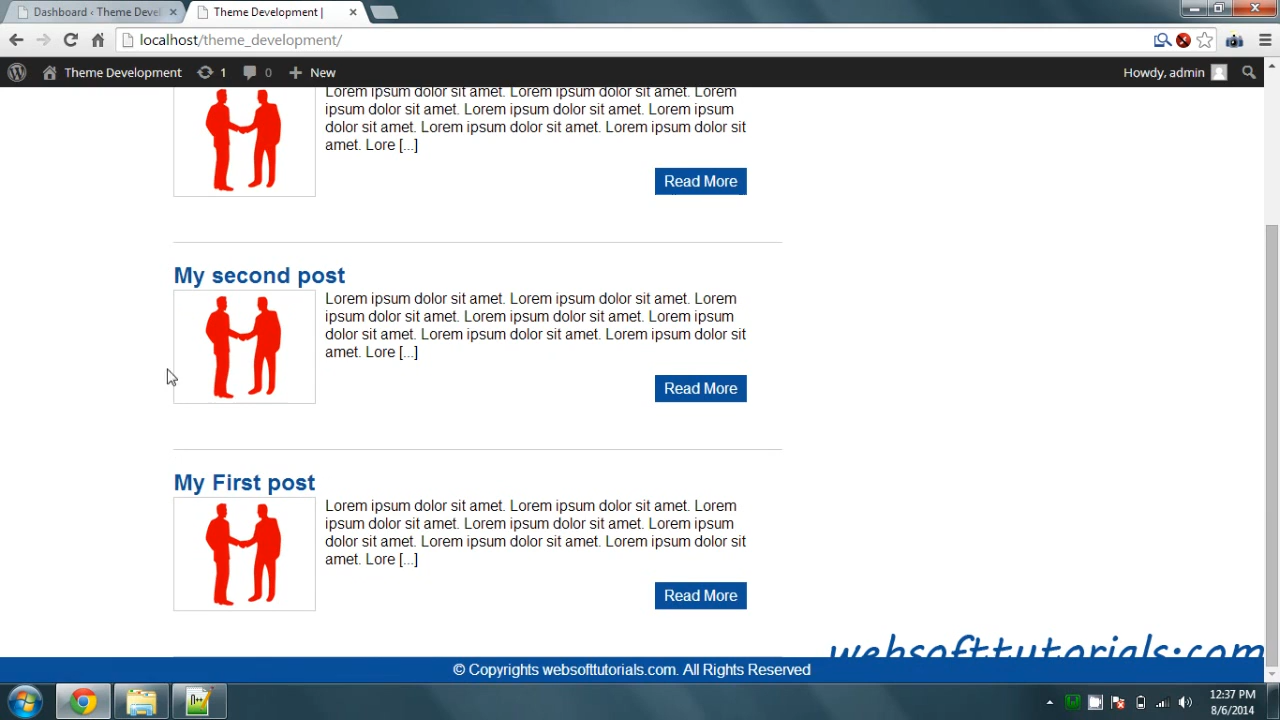 Dashboard ‹ Theme Devel
Theme Development |
localhost/theme_development/
Theme Development
1
0
New
Howdy, admin
Lorem ipsum dolor sit amet. Lorem ipsum dolor sit amet. Lorem
ipsum dolor sit amet. Lorem ipsum dolor sit amet. Lorem ipsum
dolor sit amet. Lorem ipsum dolor sit amet. Lorem ipsum dolor sit
amet. Lore [...]
Read More
My second post
Lorem ipsum dolor sit amet. Lorem ipsum dolor sit amet. Lorem
ipsum dolor sit amet. Lorem ipsum dolor sit amet. Lorem ipsum
dolor sit amet. Lorem ipsum dolor sit amet. Lorem ipsum dolor sit
amet. Lore [...]
Read More
My First post
Lorem ipsum dolor sit amet. Lorem ipsum dolor sit amet. Lorem
ipsum dolor sit amet. Lorem ipsum dolor sit amet. Lorem ipsum
dolor sit amet. Lorem ipsum dolor sit amet. Lorem ipsum dolor sit
amet. Lore [...]
Read More
websofttutorials.com
© Copyrights websofttutorials.com. All Rights Reserved
12:37 PM
8/6/2014